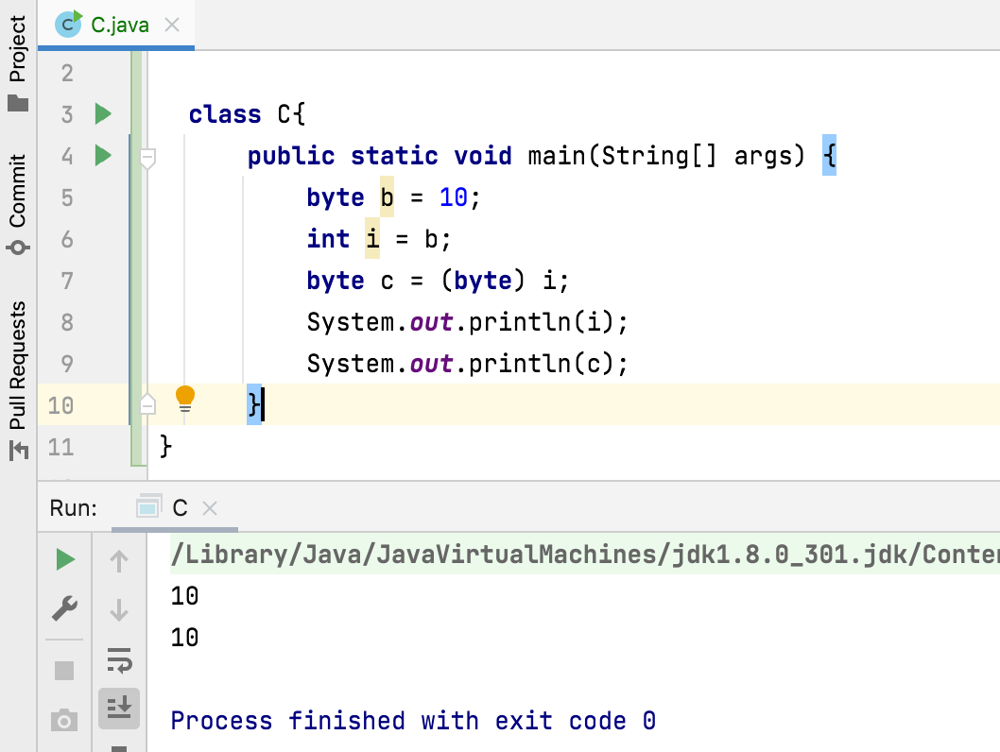 Project
Commit
Pull Requests
C.java
2
3 class C{
4 public static void main(String[] args) {
5 byte b = 10;
6 int i = b;
7 byte c = (byte) i;
8 System.out.println(i);
9 System.out.println(c);
10 }
11 }
Run: C
/Library/Java/JavaVirtualMachines/jdk1.8.0_301.jdk/Conten
10
10
Process finished with exit code 0